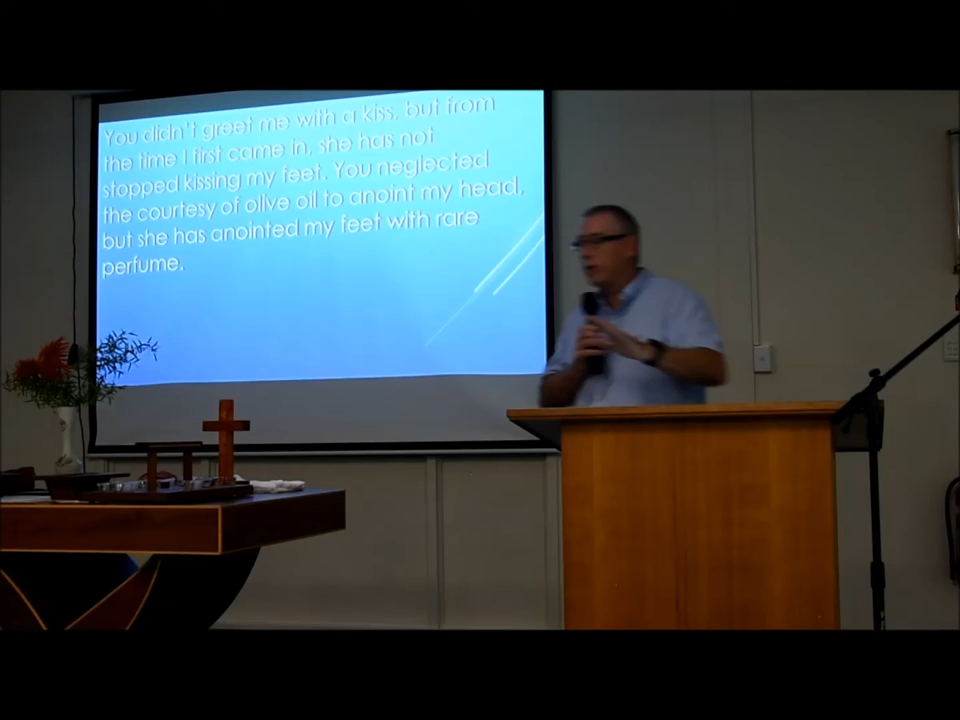 You didn't greet me with a kiss, but from
the time I first came in, she has not
stopped kissing my feet. You neglected
the courtesy of olive oil to anoint my head,
but she has anointed my feet with rare
perfume.